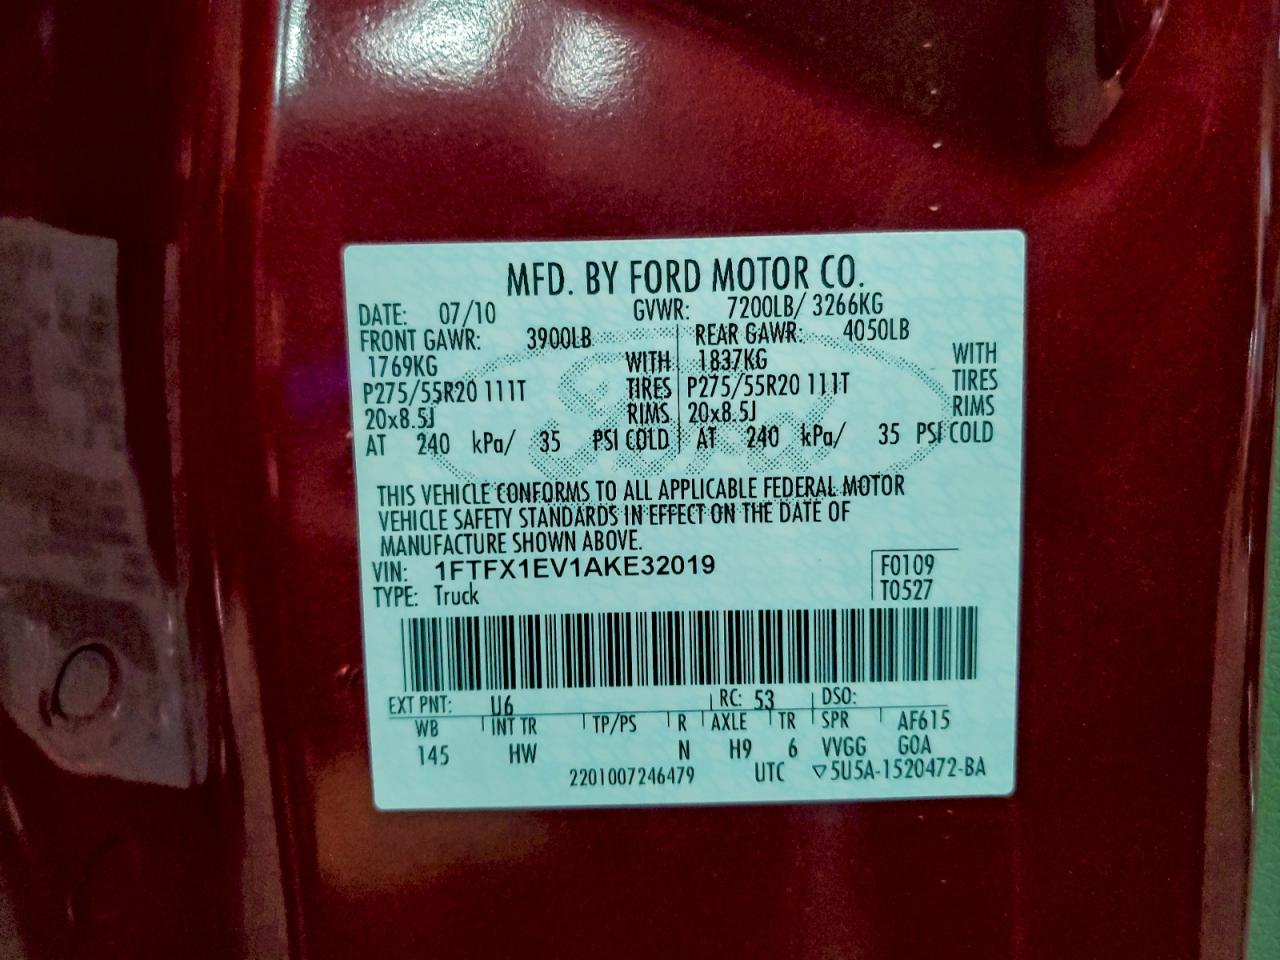 MFD. BY FORD MOTOR CO.
DATE: 07/10 GVWR: 7200LB/ 3266KG
FRONT GAWR: 3900LB REAR GAWR: 4050LB
1769KG WITH 1837KG WITH
P275/55R20 111T TIRES P275/55R20 111T TIRES
20x8.5J RIMS 20x8.5J RIMS
AT 240 kPa/ 35 PSI COLD AT 240 kPa/ 35 PSI COLD
THIS VEHICLE CONFORMS TO ALL APPLICABLE FEDERAL MOTOR
VEHICLE SAFETY STANDARDS IN EFFECT ON THE DATE OF
MANUFACTURE SHOWN ABOVE.
VIN: 1FTFX1EV1AKE32019 F0109
TYPE: Truck T0527
EXT PNT: U6 RC: 53 DSO:
WB INT TR TP/PS R AXLE TR SPR AF615
145 HW N H9 6 VVGG GOA
2201007246479 UTC ▽5U5A-1520472-BA